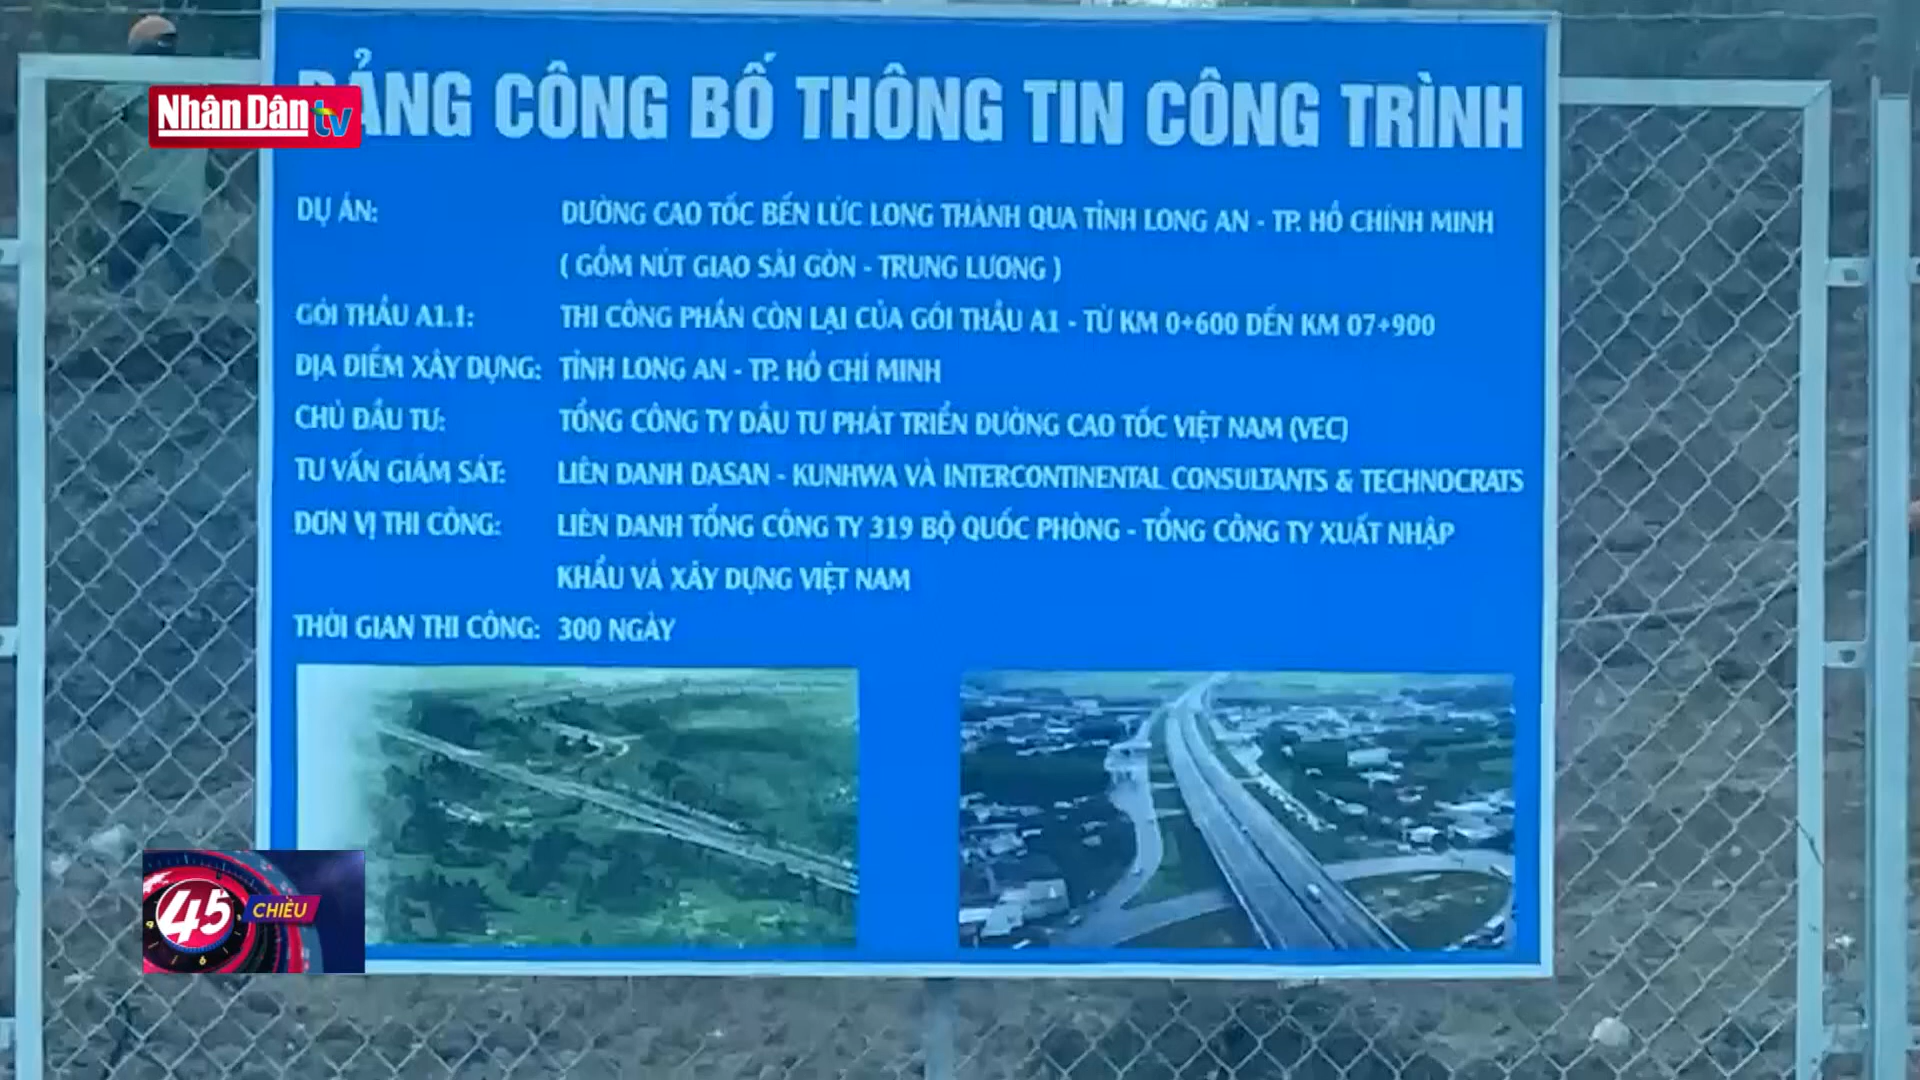 BẢNG CÔNG BỐ THÔNG TIN CÔNG TRÌNH
Nhân Dân tv
DỰ ÁN: ĐƯỜNG CAO TỐC BẾN LỨC LONG THÀNH QUA TỈNH LONG AN - TP. HỒ CHÍNH MINH
( GỒM NÚT GIAO SÀI GÒN - TRUNG LƯƠNG )
GÓI THẦU A1.1: THI CÔNG PHẦN CÒN LẠI CỦA GÓI THẦU A1 - TỪ KM 0+600 ĐẾN KM 07+900
ĐỊA ĐIỂM XÂY DỰNG: TỈNH LONG AN - TP. HỒ CHÍ MINH
CHỦ ĐẦU TƯ: TỔNG CÔNG TY ĐẦU TƯ PHÁT TRIỂN ĐƯỜNG CAO TỐC VIỆT NAM (VEC)
TƯ VẤN GIÁM SÁT: LIÊN DANH DASAN - KUNHWA VÀ INTERCONTINENTAL CONSULTANTS & TECHNOCRATS
ĐƠN VỊ THI CÔNG: LIÊN DANH TỔNG CÔNG TY 319 BỘ QUỐC PHÒNG - TỔNG CÔNG TY XUẤT NHẬP
KHẨU VÀ XÂY DỰNG VIỆT NAM
THỜI GIAN THI CÔNG: 300 NGÀY
45 CHIỀU
9
6